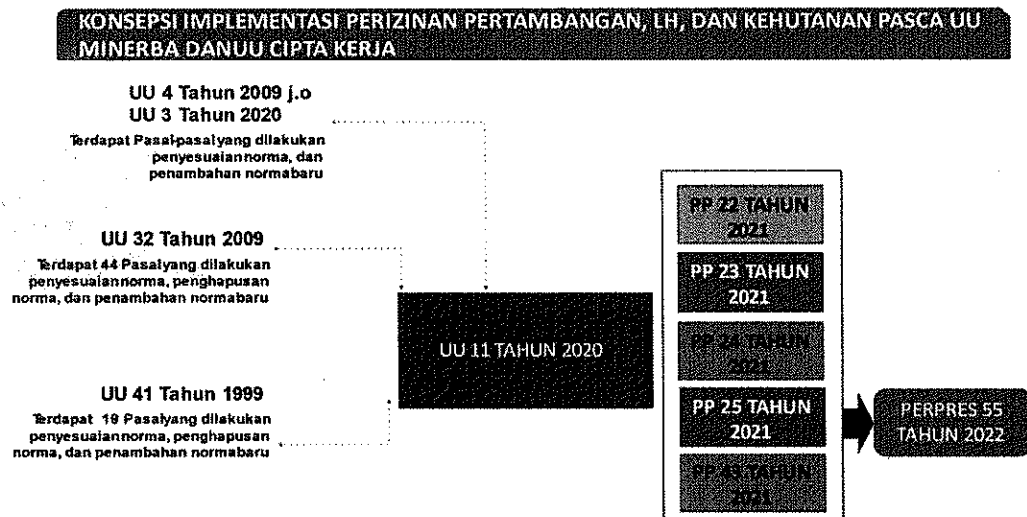 KONSEPSI IMPLEMENTASI PERIZINAN PERTAMBANGAN, LH, DAN KEHUTANAN PASCA UU
MINERBA DANUU CIPTA KERJA
UU 4 Tahun 2009 j.o
UU 3 Tahun 2020
Terdapat Pasal-pasalyang dilakukan
penyesuaiannorma, dan
penambahan normabaru
UU 32 Tahun 2009
Terdapat 44 Pasalyang dilakukan
penyesuaiannorma, penghapusan
norma, dan penambahan normabaru
UU 41 Tahun 1999
Terdapat 18 Pasalyang dilakukan
penyesuaiannorma, penghapusan
norma, dan penambahan normabaru
UU 11 TAHUN 2020
PP 22 TAHUN
2021
PP 23 TAHUN
2021
PP 24 TAHUN
2021
PP 25 TAHUN
2021
PP TAHUN
2021
PERPRES 55
TAHUN 2022